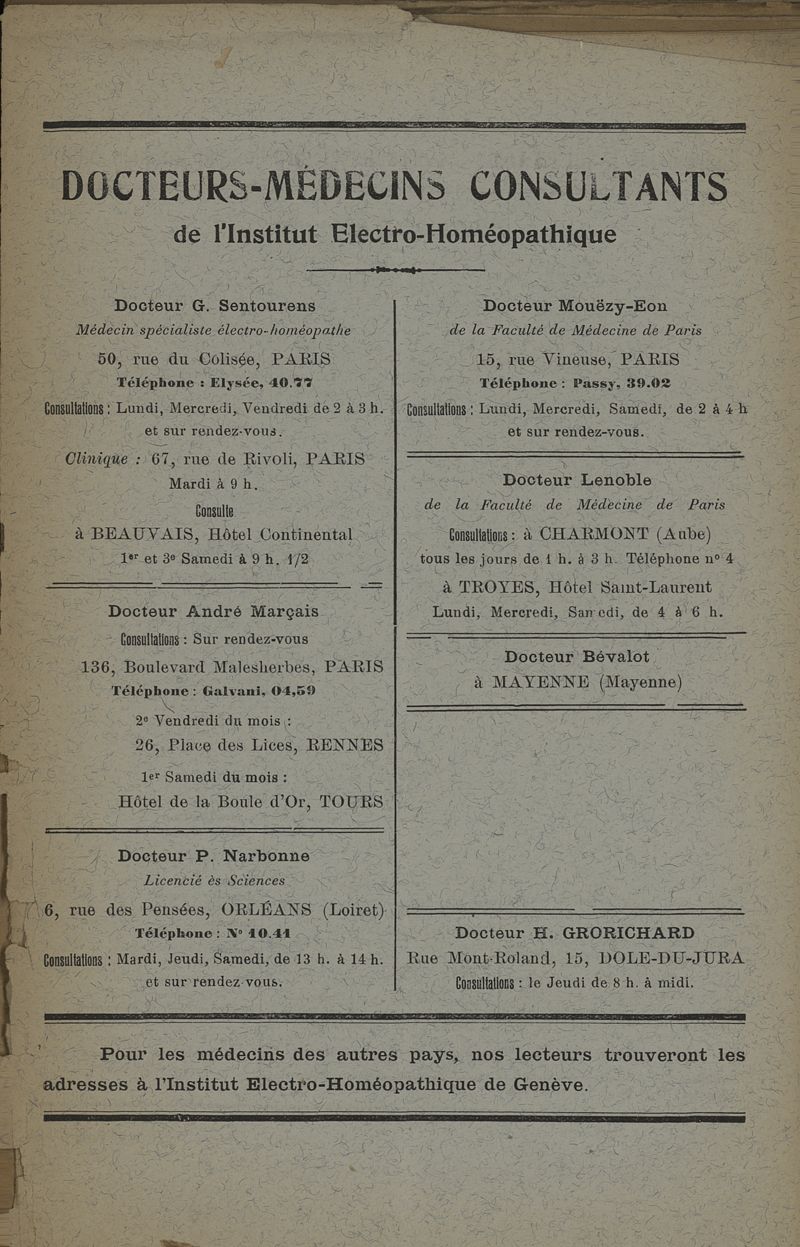 DOCTEURS-MÉDECINS CONSULTANTS
de l'Institut Electro-Homéopathique
Docteur G. Sentourens
Médecin spécialiste électro-homéopathe
50, rue du Colisée, PARIS
Téléphone : Elysée, 40.77
Consultations : Lundi, Mercredi, Vendredi de 2 à 3 h.
et sur rendez-vous.
Clinique : 67, rue de Rivoli, PARIS
Mardi à 9 h.
Consulte
à BEAUVAIS, Hôtel Continental
1er et 3e Samedi à 9 h. 1/2
Docteur André Marçais
Consultations : Sur rendez-vous
136, Boulevard Malesherbes, PARIS
Téléphone : Galvani, 04,59
2e Vendredi du mois :
26, Place des Lices, RENNES
1er Samedi du mois :
Hôtel de la Boule d'Or, TOURS
Docteur P. Narbonne
Licencié ès Sciences
6, rue des Pensées, ORLÉANS (Loiret)
Téléphone : No 10.41
Consultations : Mardi, Jeudi, Samedi, de 13 h. à 14 h.
et sur rendez-vous.
Docteur Mouëzy-Eon
de la Faculté de Médecine de Paris
15, rue Vineuse, PARIS
Téléphone : Passy, 39.02
Consultations : Lundi, Mercredi, Samedi, de 2 à 4 h
et sur rendez-vous.
Docteur Lenoble
de la Faculté de Médecine de Paris
Consultations : à CHARMONT (Aube)
tous les jours de 1 h. à 3 h. Téléphone no 4
à TROYES, Hôtel Saint-Laurent
Lundi, Mercredi, Samedi, de 4 à 6 h.
Docteur Bévalot
à MAYENNE (Mayenne)
Docteur H. GRORICHARD
Rue Mont-Roland, 15, DOLE-DU-JURA
Consultations : le Jeudi de 8 h. à midi.
Pour les médecins des autres pays, nos lecteurs trouveront les
adresses à l'Institut Electro-Homéopathique de Genève.